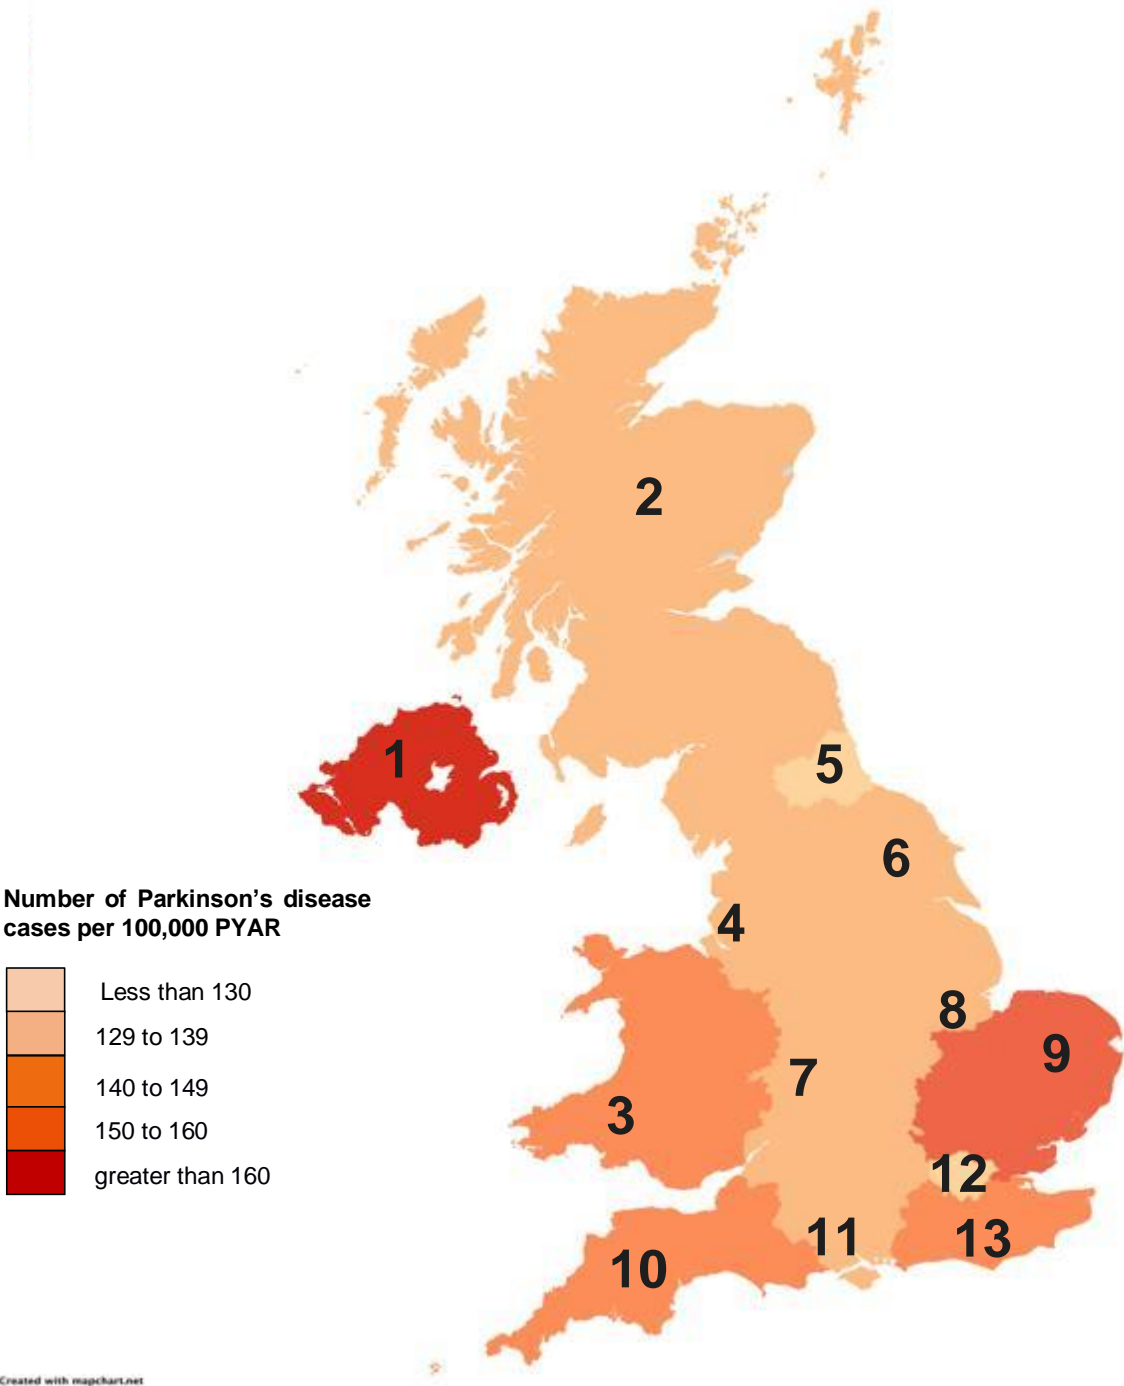 2
1
5
6
Number of Parkinson's disease
cases per 100,000 PYAR
4
Less than 130
8
129 to 139
9
7
140 to 149
3
150 to 160
12
greater than 160
11
13
10
Created with mapchart.net